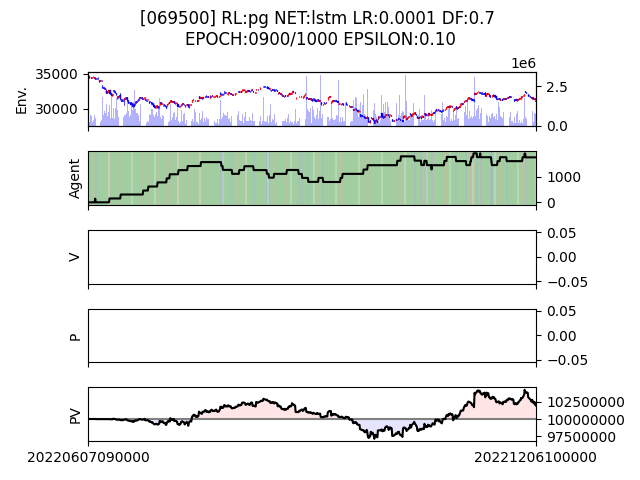 [069500] RL:pg NET:lstm LR:0.0001 DF:0.7
EPOCH:0900/1000 EPSILON:0.10
1e6
35000
30000
Env.
2.5
0.0
Agent
1000
0
V
0.05
0.00
−0.05
P
0.05
0.00
−0.05
PV
102500000
100000000
97500000
20220607090000
20221206100000